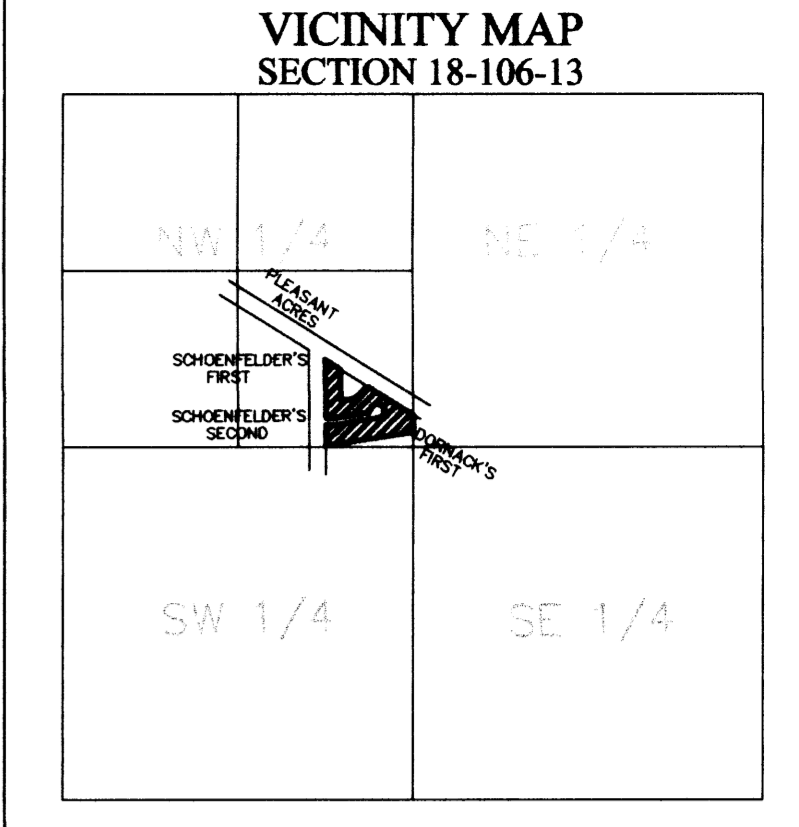 VICINITY MAP
SECTION 18-106-13
NW 1/4
NE 1/4
PLEASANT
ACRES
SCHOENFELDER'S
FIRST
SCHOENFELDER'S
SECOND
DORNACK'S
FIRST
SW 1/4
SE 1/4